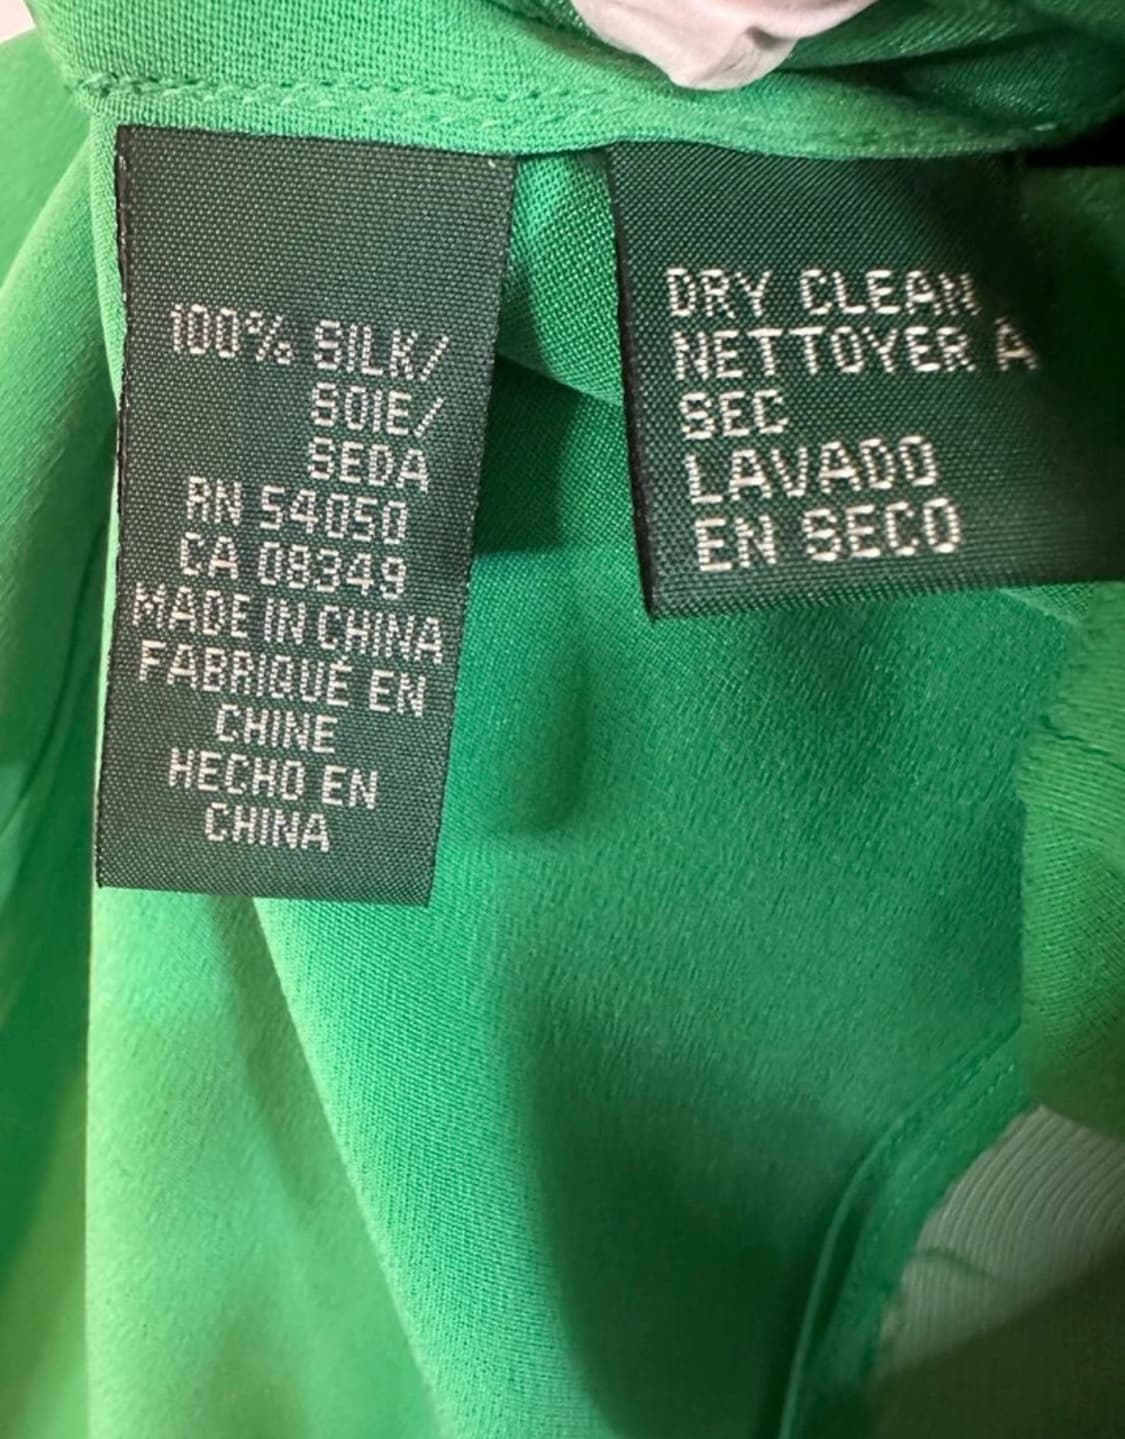 100% SILK/
SOIE/
SEDA
RN 54050
CA 09349
MADE IN CHINA
FABRIQUÉ EN
CHINE
HECHO EN
CHINA
DRY CLEAN
NETTOYER A
SEC
LAVADO
EN SECO